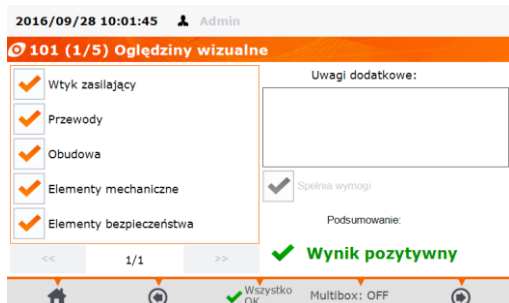 2016/09/28 10:01:45 Admin
101 (1/5) Oględziny wizualne
Wtyk zasilający
Przewody
Obudowa
Elementy mechaniczne
Elementy bezpieczeństwa
<< 1/1 >>
Uwagi dodatkowe:
Spełnia wymogi
Podsumowanie:
Wynik pozytywny
Wszystko
OK
Multibox: OFF